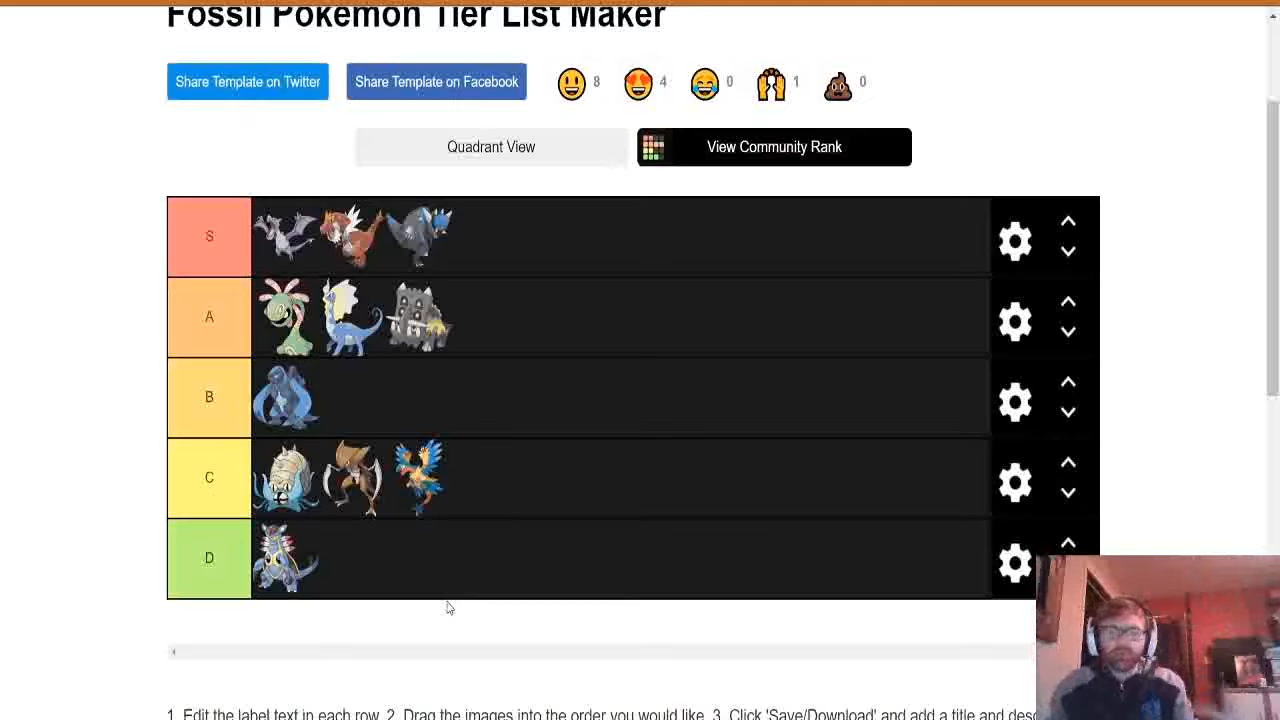 Fossil Pokemon Tier List Maker
Share Template on Twitter
Share Template on Facebook
8
4
0
1
0
Quadrant View
View Community Rank
S
A
B
C
D
1. Edit the label text in each row. 2. Drag the images into the order you would like. 3. Click 'Save/Download' and add a title and